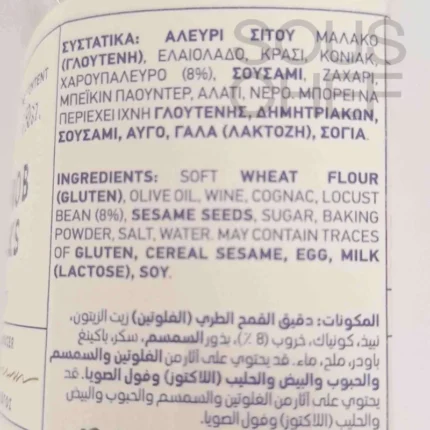 SOUS
CHEF
ΣΥΣΤΑΤΙΚΑ: ΑΛΕΥΡΙ ΣΙΤΟΥ ΜΑΛΑΚΟ
(ΓΛΟΥΤΕΝΗ), ΕΛΑΙΟΛΑΔΟ, ΚΡΑΣΙ, ΚΟΝΙΑΚ,
ΧΑΡΟΥΠΑΛΕΥΡΟ (8%), ΣΟΥΣΑΜΙ, ΖΑΧΑΡΙ,
ΜΠΕΪΚΙΝ ΠΑΟΥΝΤΕΡ, ΑΛΑΤΙ, ΝΕΡΟ. ΜΠΟΡΕΙ ΝΑ
ΠΕΡΙΕΧΕΙ ΙΧΝΗ ΓΛΟΥΤΕΝΗΣ, ΔΗΜΗΤΡΙΑΚΩΝ,
ΣΟΥΣΑΜΙ, ΑΥΓΟ, ΓΑΛΑ (ΛΑΚΤΟΖΗ), ΣΟΓΙΑ.
INGREDIENTS: SOFT WHEAT FLOUR
(GLUTEN), OLIVE OIL, WINE, COGNAC, LOCUST
BEAN (8%), SESAME SEEDS, SUGAR, BAKING
POWDER, SALT, WATER. MAY CONTAIN TRACES
OF GLUTEN, CEREAL SESAME, EGG, MILK
(LACTOSE), SOY.
المكونات: دقيق القمح الطري (الغلوتين) زيت الزيتون،
نبيذ، كونياك، خروب (8 ٪)، بذور السمسم، سكر، باكينغ
باودر، ملح، ماء. قد يحتوي على آثار من الغلوتين والسمسم
والحبوب والبيض والحليب (اللاكتوز) وفول الصويا. قد
يحتوي على آثار من الغلوتين والسمسم والحبوب والبيض
والحليب (اللاكتوز) وفول الصويا.